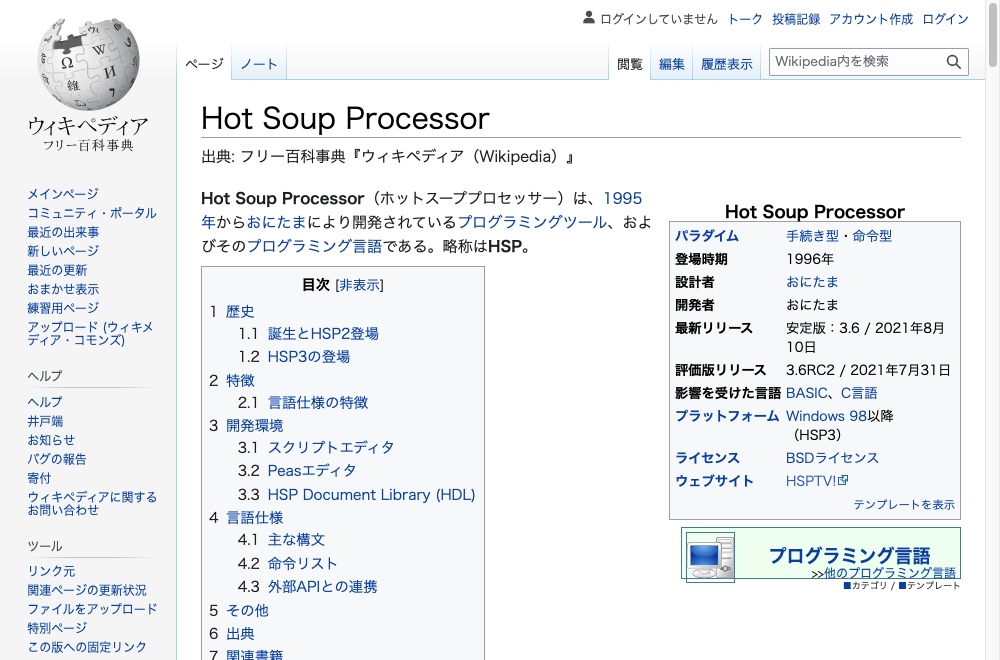 ログインしていません トーク 投稿記録 アカウント作成 ログイン
ページ ノート 閲覧 編集 履歴表示 Wikipedia内を検索
ウィキペディア
フリー百科事典
メインページ
コミュニティ・ポータル
最近の出来事
新しいページ
最近の更新
おまかせ表示
練習用ページ
アップロード (ウィキメ
ディア・コモンズ)
ヘルプ
ヘルプ
井戸端
お知らせ
バグの報告
寄付
ウィキペディアに関する
お問い合わせ
ツール
リンク元
関連ページの更新状況
ファイルをアップロード
特別ページ
この版への固定リンク
Hot Soup Processor
出典: フリー百科事典『ウィキペディア（Wikipedia）』
Hot Soup Processor（ホットスーププロセッサー）は、1995
年からおにたまにより開発されているプログラミングツール、およ
びそのプログラミング言語である。略称はHSP。
目次 [非表示]
1 歴史
1.1 誕生とHSP2登場
1.2 HSP3の登場
2 特徴
2.1 言語仕様の特徴
3 開発環境
3.1 スクリプトエディタ
3.2 Peasエディタ
3.3 HSP Document Library (HDL)
4 言語仕様
4.1 主な構文
4.2 命令リスト
4.3 外部APIとの連携
5 その他
6 出典
7 関連書籍
Hot Soup Processor
パラダイム 手続き型・命令型
登場時期 1996年
設計者 おにたま
開発者 おにたま
最新リリース 安定版：3.6 / 2021年8月
10日
評価版リリース 3.6RC2 / 2021年7月31日
影響を受けた言語 BASIC、C言語
プラットフォーム Windows 98以降
（HSP3）
ライセンス BSDライセンス
ウェブサイト HSPTV!
テンプレートを表示
プログラミング言語
>>他のプログラミング言語
■カテゴリ / ■テンプレート